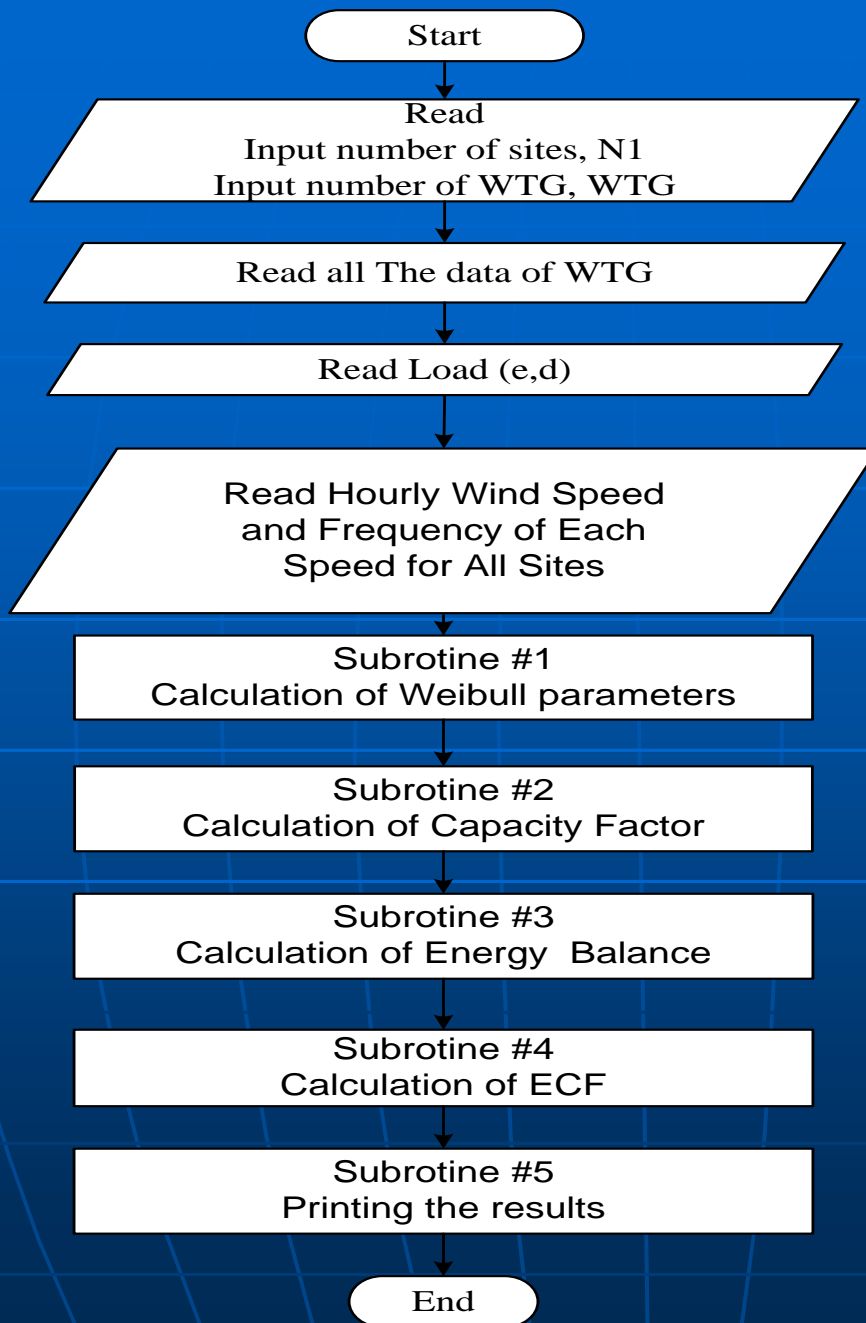 Start
Read
Input number of sites, N1
Input number of WTG, WTG
Read all The data of WTG
Read Load (e,d)
Read Hourly Wind Speed
and Frequency of Each
Speed for All Sites
Subrotine #1
Calculation of Weibull parameters
Subrotine #2
Calculation of Capacity Factor
Subrotine #3
Calculation of Energy  Balance
Subrotine #4
Calculation of ECF
Subrotine #5
Printing the results
End